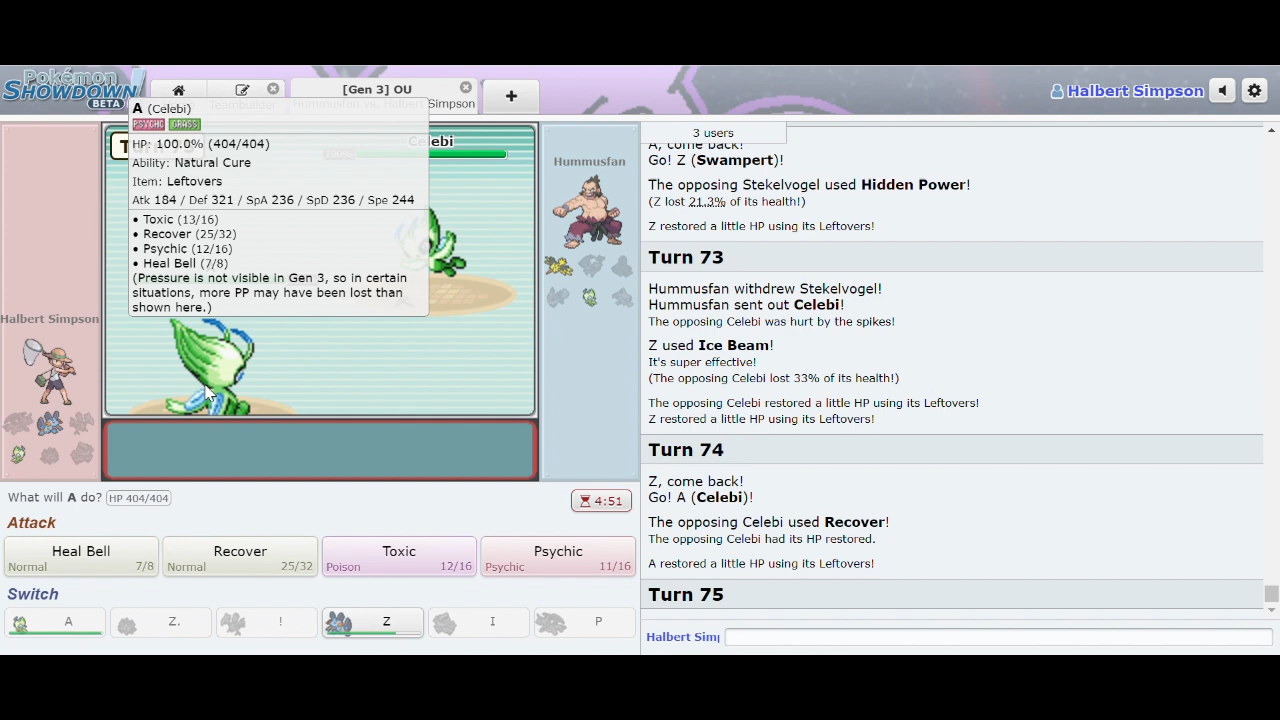 Pokémon
SHOWDOWN!
BETA
[Gen 3] OU
Teambuilder
Hummusfan vs. Halbert Simpson
+
Halbert Simpson
A (Celebi)
PSYCHC GRASS
HP: 100.0% (404/404)
Ability: Natural Cure
Item: Leftovers
Atk 184 / Def 321 / SpA 236 / SpD 236 / Spe 244
• Toxic (13/16)
• Recover (25/32)
• Psychic (12/16)
• Heal Bell (7/8)
(Pressure is not visible in Gen 3, so in certain
situations, more PP may have been lost than
shown here.)
Hummusfan
Halbert Simpson
What will A do? HP 404/404
4:51
Attack
Heal Bell
Normal 7/8
Recover
Normal 25/32
Toxic
Poison 12/16
Psychic
Psychic 11/16
Switch
A
Z.
!
Z
I
P
3 users
A, come back!
Go! Z (Swampert)!
The opposing Stekelvogel used Hidden Power!
(Z lost 21.3% of its health!)
Z restored a little HP using its Leftovers!
Turn 73
Hummusfan withdrew Stekelvogel!
Hummusfan sent out Celebi!
The opposing Celebi was hurt by the spikes!
Z used Ice Beam!
It's super effective!
(The opposing Celebi lost 33% of its health!)
The opposing Celebi restored a little HP using its Leftovers!
Z restored a little HP using its Leftovers!
Turn 74
Z, come back!
Go! A (Celebi)!
The opposing Celebi used Recover!
The opposing Celebi had its HP restored.
A restored a little HP using its Leftovers!
Turn 75
Halbert Sim